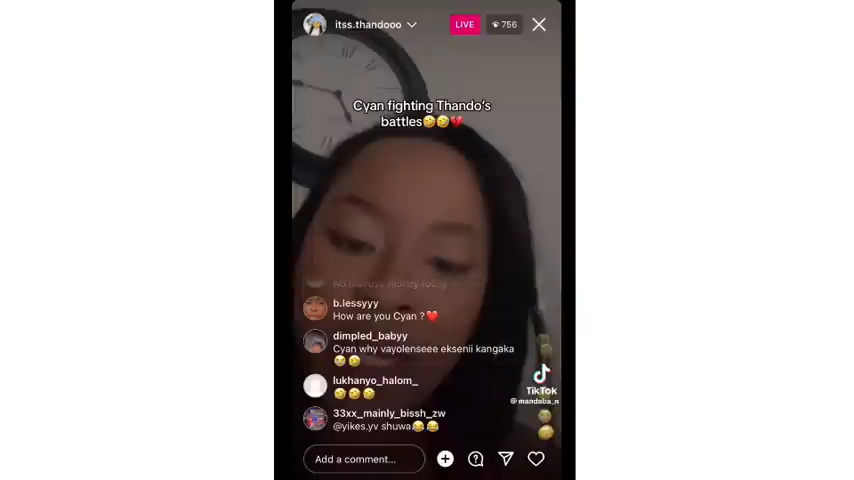 itss.thandooo
LIVE
756
Cyan fighting Thando's
battles🤣🤣💔
b.lessyyy
How are you Cyan ?❤️
dimpled_babyy
Cyan why vayolenseee eksenii kangaka
😭🤣
lukhanyo_halom_
🤣🤣🤣
33xx_mainly_bissh_zw
@yikes.yv shuwa😂😂
TikTok
Add a comment...